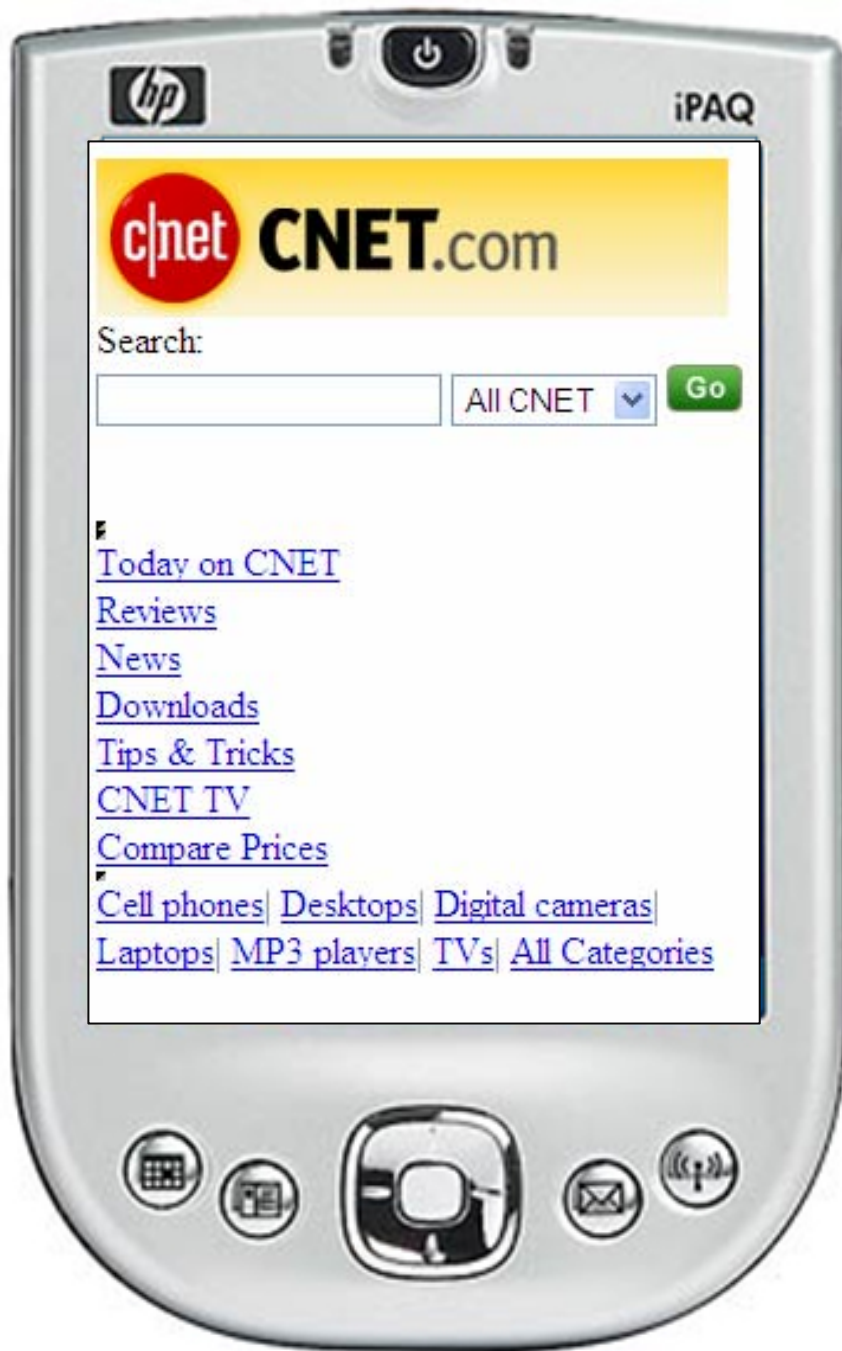 hp
iPAQ
c|net CNET.com
Search:
All CNET Go
Today on CNET
Reviews
News
Downloads
Tips & Tricks
CNET TV
Compare Prices
Cell phones| Desktops| Digital cameras|
Laptops| MP3 players| TVs| All Categories